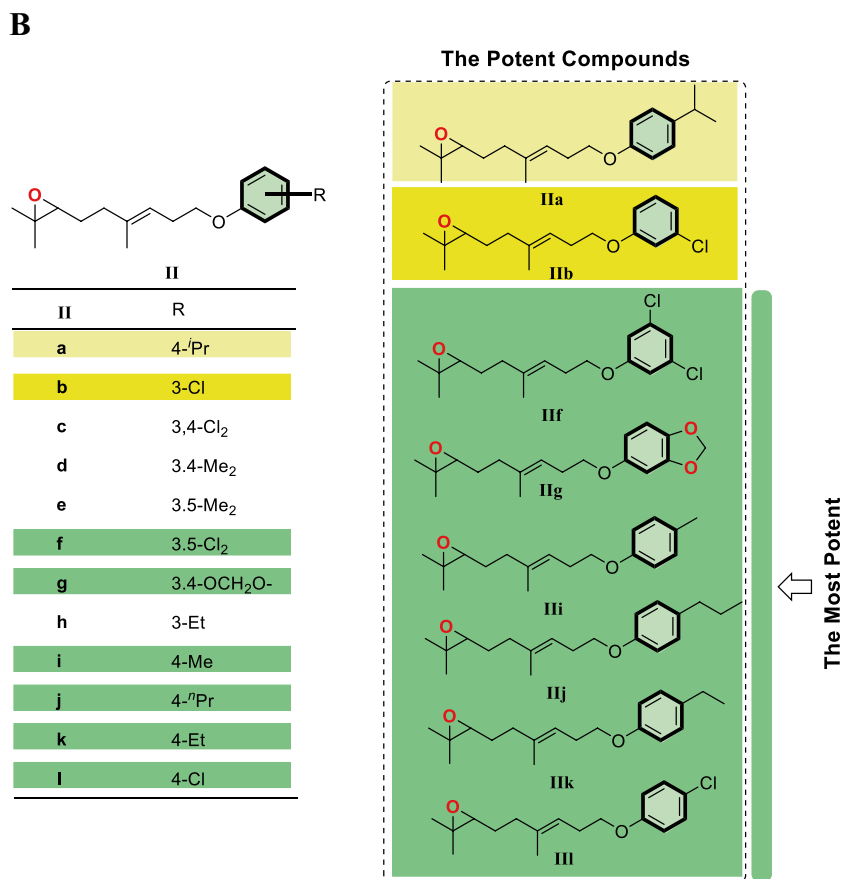 B
The Potent Compounds
O
O
R
II
II R
a 4-ⁱPr
b 3-Cl
c 3,4-Cl₂
d 3.4-Me₂
e 3.5-Me₂
f 3.5-Cl₂
g 3.4-OCH₂O-
h 3-Et
i 4-Me
j 4-ⁿPr
k 4-Et
l 4-Cl
O
O
IIa
O
O
Cl
IIb
Cl
O
O
Cl
IIf
O
O
O
O
IIg
O
O
IIi
O
O
IIj
O
O
IIk
O
O
Cl
III
The Most Potent